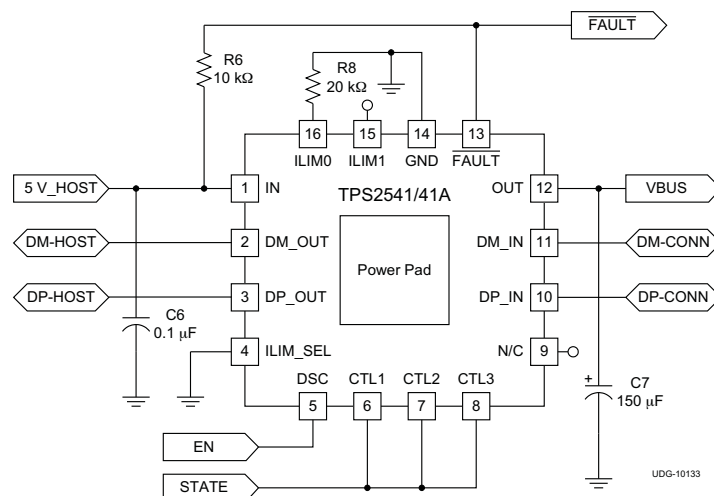 FAULT
R6
10 kΩ
R8
20 kΩ
16
15
14
13
ILIM0
ILIM1
GND
FAULT
5 V_HOST
1
IN
TPS2541/41A
OUT
12
VBUS
DM-HOST
2
DM_OUT
DM_IN
11
DM-CONN
Power Pad
DP-HOST
3
DP_OUT
DP_IN
10
DP-CONN
C6
0.1 μF
4
ILIM_SEL
N/C
9
DSC
CTL1
CTL2
CTL3
+
C7
150 μF
5
6
7
8
EN
STATE
UDG-10133